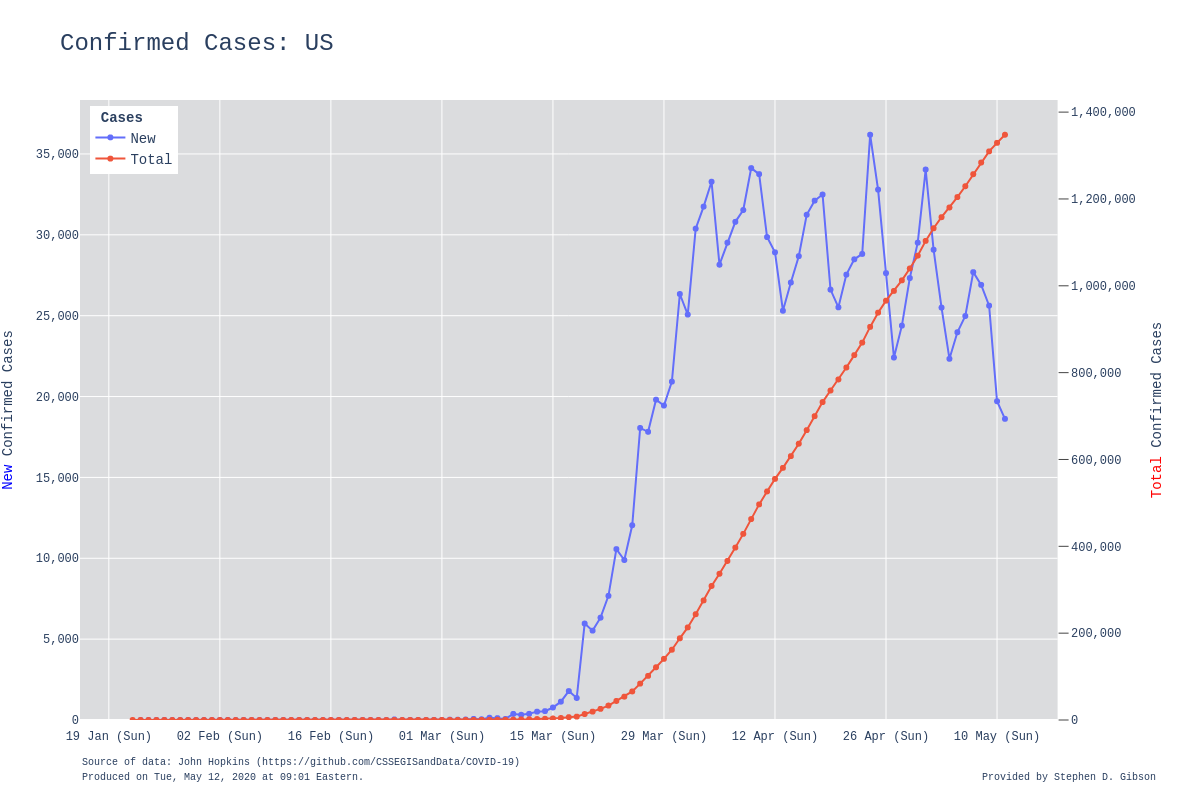 Confirmed Cases: US
Cases
New
Total
35,000
30,000
25,000
20,000
15,000
10,000
5,000
0
New Confirmed Cases
1,400,000
1,200,000
1,000,000
800,000
600,000
400,000
200,000
0
Total Confirmed Cases
19 Jan (Sun) 02 Feb (Sun) 16 Feb (Sun) 01 Mar (Sun) 15 Mar (Sun) 29 Mar (Sun) 12 Apr (Sun) 26 Apr (Sun) 10 May (Sun)
Source of data: John Hopkins (https://github.com/CSSEGISandData/COVID-19)
Produced on Tue, May 12, 2020 at 09:01 Eastern.
Provided by Stephen D. Gibson